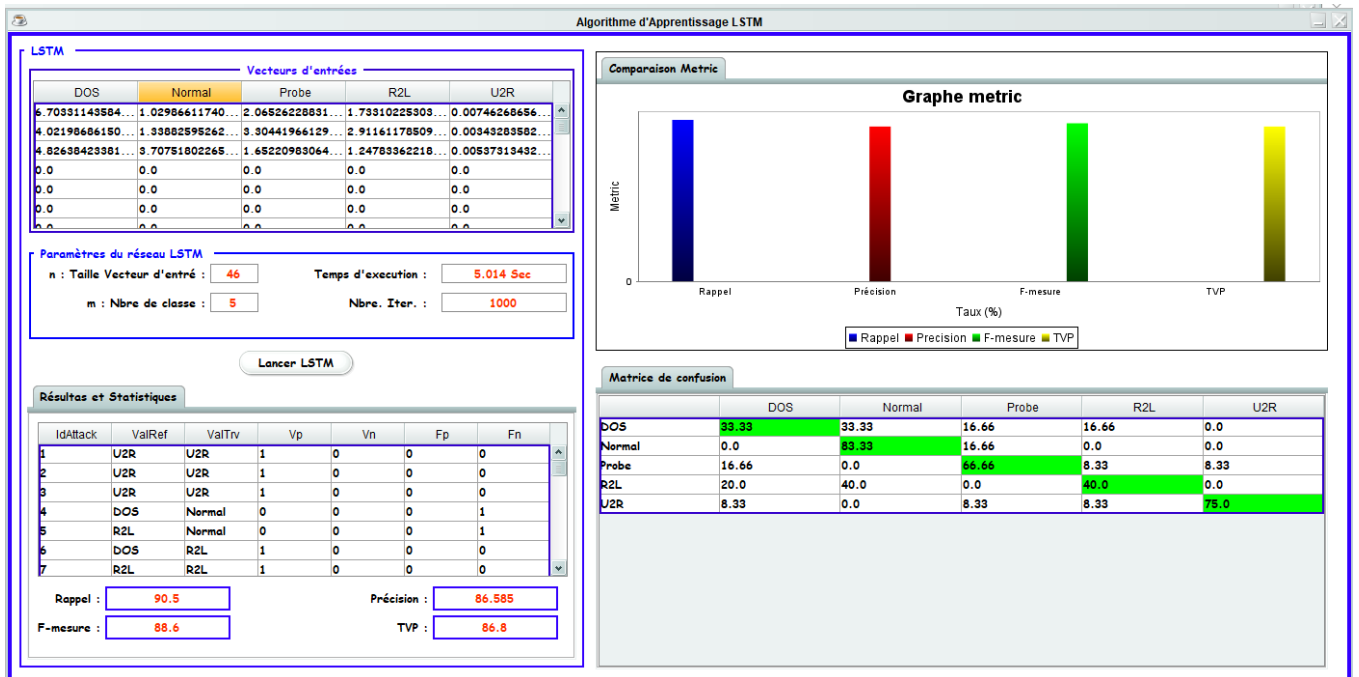 Algorithme d'Apprentissage LSTM
LSTM
Vecteurs d'entrées
DOS Normal Probe R2L U2R
6.70331143584... 1.02986611740... 2.06526228831... 1.73310225303... 0.00746268656...
4.02198686150... 1.33882595262... 3.30441966129... 2.91161178509... 0.00343283582...
4.82638423381... 3.70751802265... 1.65220983064... 1.24783362218... 0.00537313432...
0.0 0.0 0.0 0.0 0.0
0.0 0.0 0.0 0.0 0.0
0.0 0.0 0.0 0.0 0.0
0.0 0.0 0.0 0.0 0.0
Paramètres du réseau LSTM
n : Taille Vecteur d'entré : 46 Temps d'execution : 5.014 Sec
m : Nbre de classe : 5 Nbre. Iter. : 1000
Lancer LSTM
Résultas et Statistiques
IdAttack ValRef ValTrv Vp Vn Fp Fn
1 U2R U2R 1 0 0 0
2 U2R U2R 1 0 0 0
3 U2R U2R 1 0 0 0
4 DOS Normal 0 0 0 1
5 R2L Normal 0 0 0 1
6 DOS R2L 1 0 0 0
7 R2L R2L 1 0 0 0
Rappel : 90.5 Précision : 86.585
F-mesure : 88.6 TVP : 86.8
Comparaison Metric
Graphe metric
Metric
0
Rappel Précision F-mesure TVP
Taux (%)
Rappel Precision F-mesure TVP
Matrice de confusion
DOS Normal Probe R2L U2R
DOS 33.33 33.33 16.66 16.66 0.0
Normal 0.0 83.33 16.66 0.0 0.0
Probe 16.66 0.0 66.66 8.33 8.33
R2L 20.0 40.0 0.0 40.0 0.0
U2R 8.33 0.0 8.33 8.33 75.0